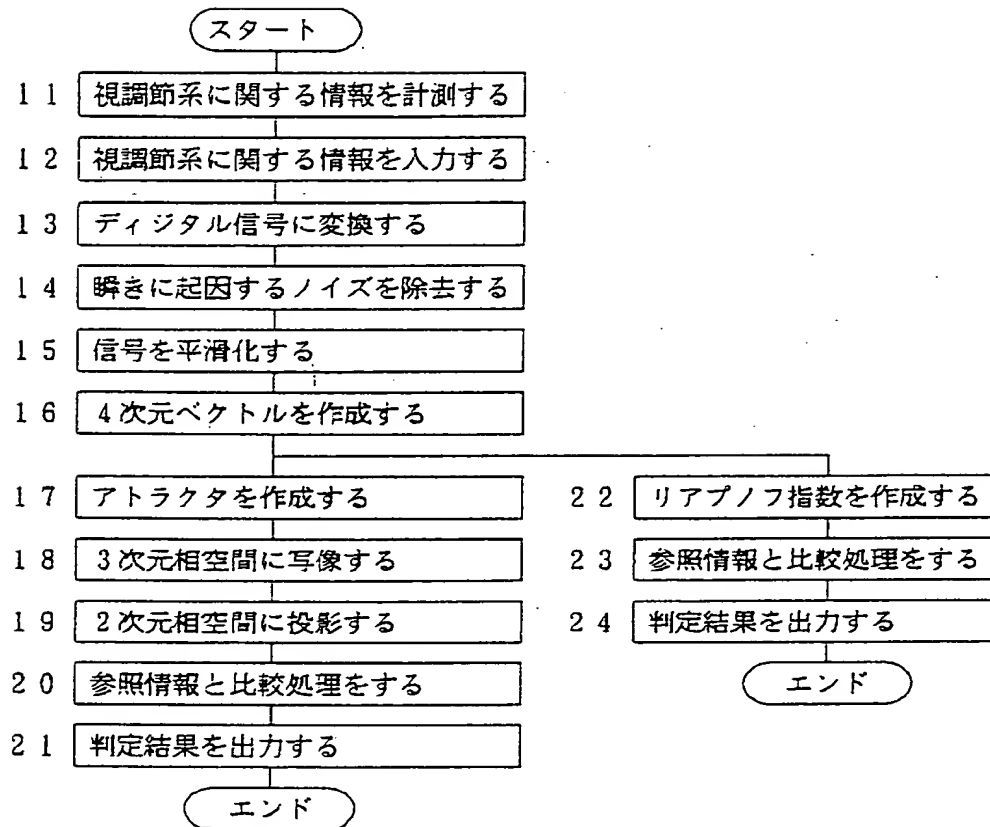 スタート
11 視調節系に関する情報を計測する
12 視調節系に関する情報を入力する
13 ディジタル信号に変換する
14 瞬きに起因するノイズを除去する
15 信号を平滑化する
16 4次元ベクトルを作成する
17 アトラクタを作成する
18 3次元相空間に写像する
19 2次元相空間に投影する
20 参照情報と比較処理をする
21 判定結果を出力する
エンド
22 リアプノフ指数を作成する
23 参照情報と比較処理をする
24 判定結果を出力する
エンド